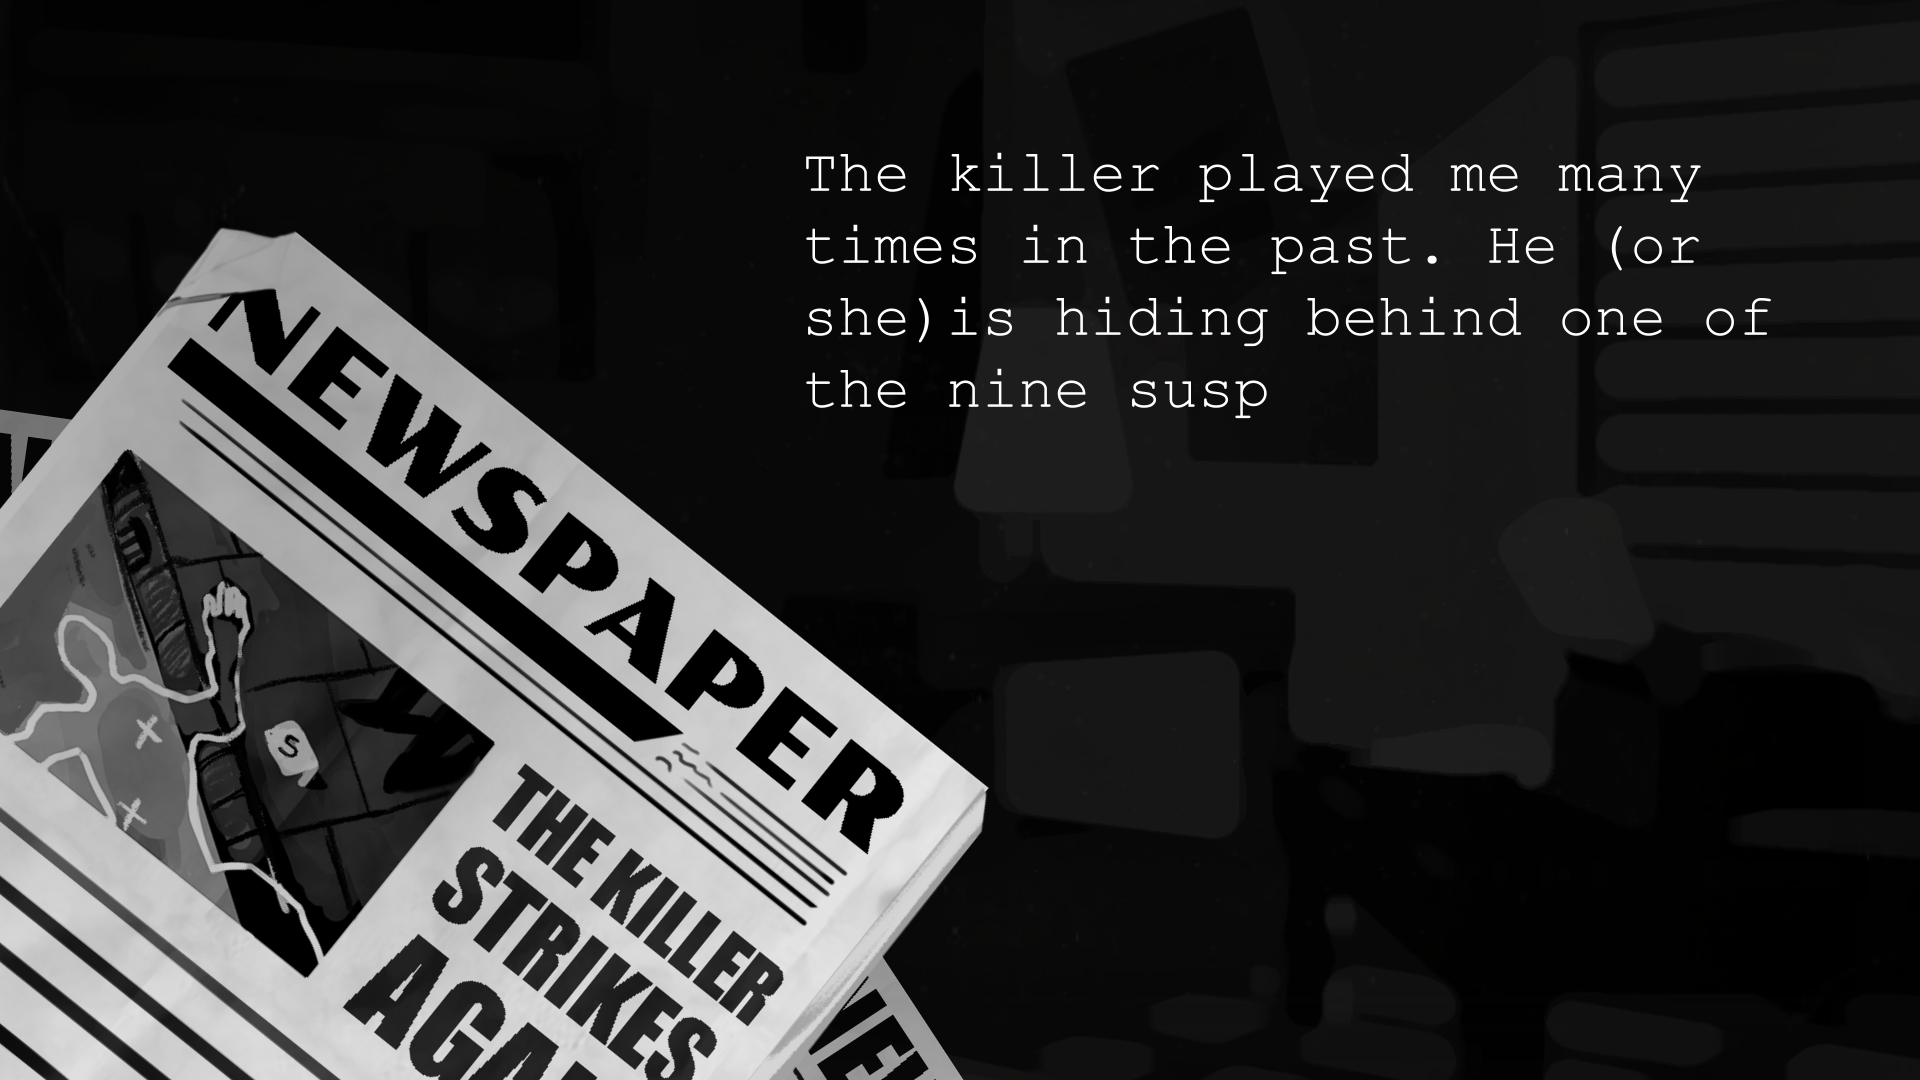 The killer played me many
times in the past. He (or
she)is hiding behind one of
the nine susp
NEWSPAPER
S
THE KILLER
STRIKES